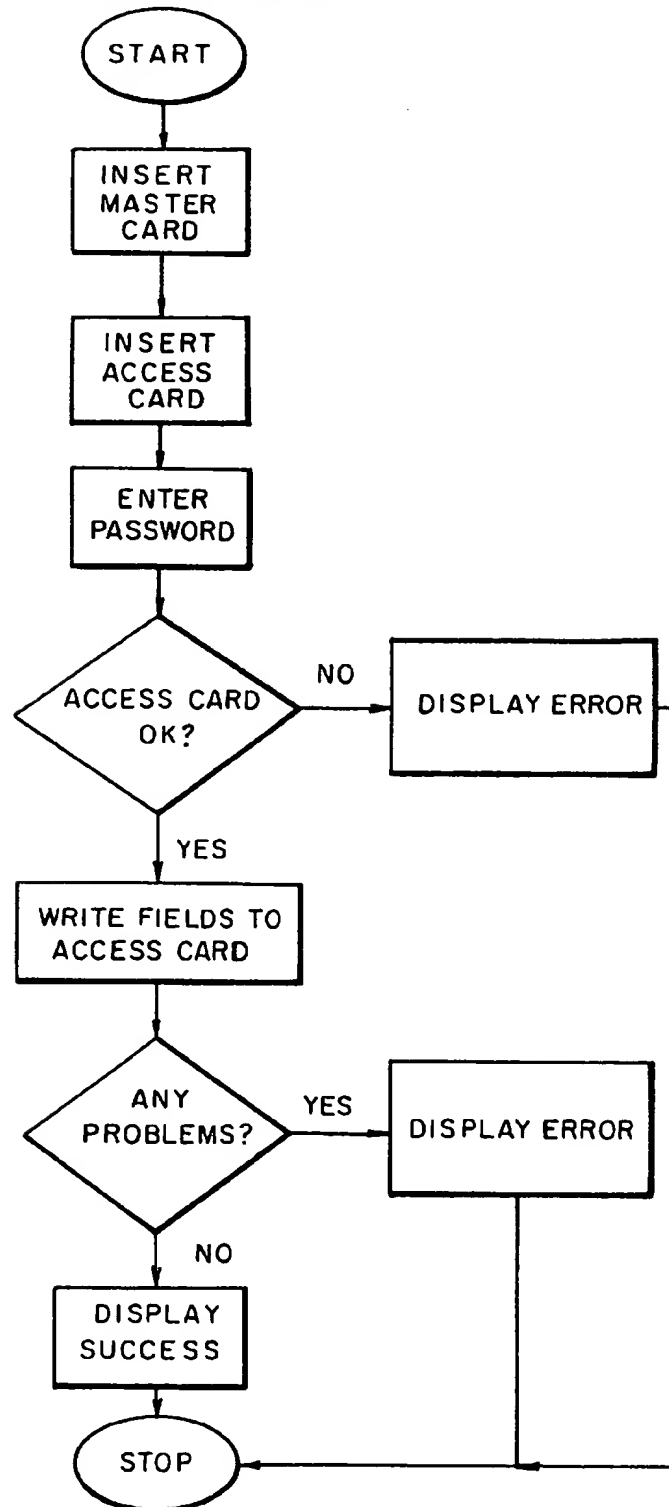 START
INSERT
MASTER
CARD
INSERT
ACCESS
CARD
ENTER
PASSWORD
ACCESS CARD
OK?
NO
DISPLAY ERROR
YES
WRITE FIELDS TO
ACCESS CARD
ANY
PROBLEMS?
YES
DISPLAY ERROR
NO
DISPLAY
SUCCESS
STOP